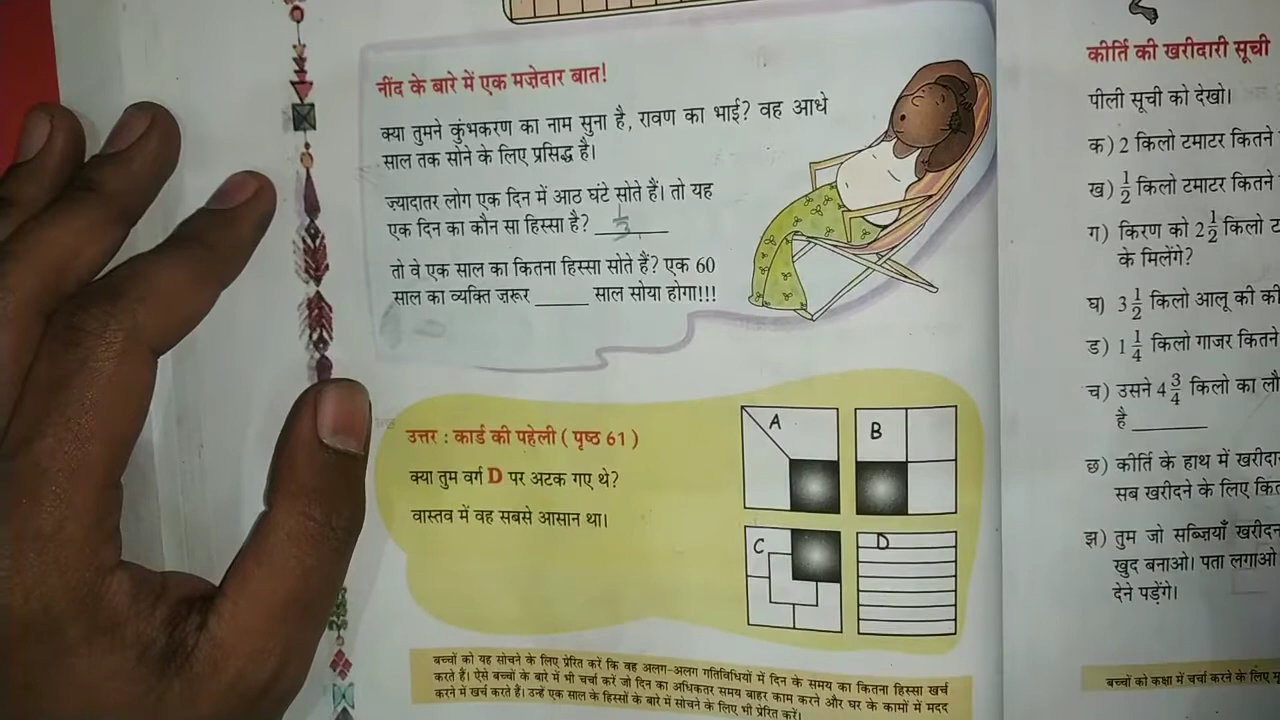 नींद के बारे में एक मज़ेदार बात!
क्या तुमने कुंभकरण का नाम सुना है, रावण का भाई? वह आधे
साल तक सोने के लिए प्रसिद्ध है।
ज़्यादातर लोग एक दिन में आठ घंटे सोते हैं। तो यह
एक दिन का कौन सा हिस्सा है? 1/3
तो वे एक साल का कितना हिस्सा सोते हैं? एक 60
साल का व्यक्ति ज़रूर _____ साल सोया होगा!!!
उत्तर : कार्ड की पहेली ( पृष्ठ 61 )
क्या तुम वर्ग D पर अटक गए थे?
वास्तव में वह सबसे आसान था।
A
B
C
D
बच्चों को यह सोचने के लिए प्रेरित करें कि वह अलग-अलग गतिविधियों में दिन के समय का कितना हिस्सा खर्च
करते हैं। ऐसे बच्चों के बारे में भी चर्चा करें जो दिन का अधिकतर समय बाहर काम करने और घर के कामों में मदद
करने में खर्च करते हैं। उन्हें एक साल के हिस्सों के बारे में सोचने के लिए भी प्रेरित करें।
कीर्ति की खरीदारी सूची
पीली सूची को देखो।
क) 2 किलो टमाटर कितने
ख) 1/2 किलो टमाटर कितने
ग) किरण को 2 1/2 किलो ट
के मिलेंगे?
घ) 3 1/2 किलो आलू की की
ड) 1 1/4 किलो गाजर कितने
च) उसने 4 3/4 किलो का लौ
है ________
छ) कीर्ति के हाथ में खरीदा
सब खरीदने के लिए कित
झ) तुम जो सब्ज़ियाँ खरीदन
खुद बनाओ। पता लगाओ
देने पड़ेंगे।
बच्चों को कक्षा में चर्चा करने के लिए